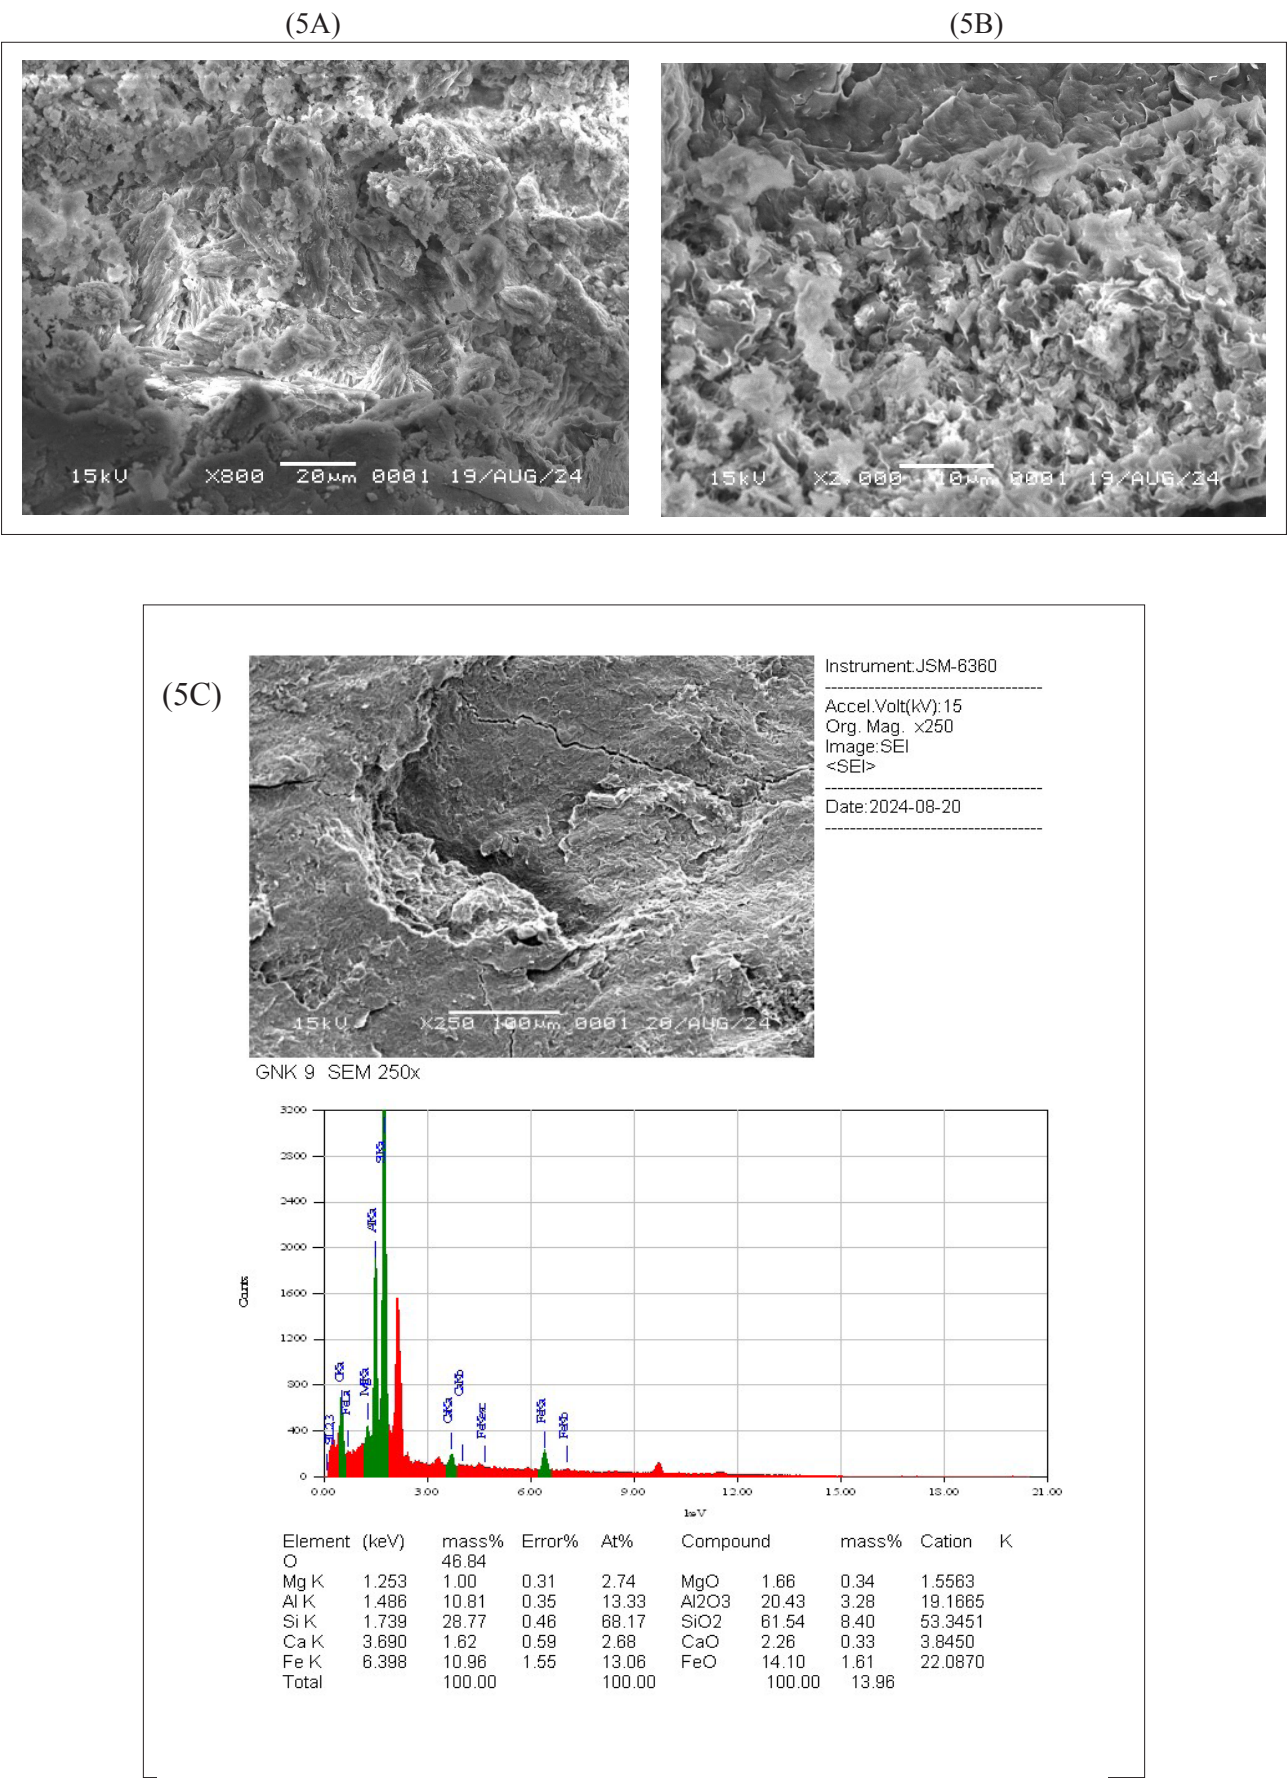 (5A) (5B)
15kV X800 20μm 0001 19/AUG/24
15kV X2,000 10μm 0001 19/AUG/24
(5C)
Instrument:JSM-6360
Accel.Volt(kV):15
Org. Mag. x250
Image:SEI
<SEI>
Date:2024-08-20
15kV X250 100μm 0001 20/AUG/24
GNK 9 SEM 250x
3200
2800
2400
2000
1600
1200
800
400
0
Counts
AlKa
FeLa
MgKa
CaKa
CaKb
FeKesc
FeKa
FeKb
0.00 3.00 6.00 9.00 12.00 15.00 18.00 21.00
keV
Element (keV) mass% Error% At% Compound mass% Cation K
O 46.84
Mg K 1.253 1.00 0.31 2.74 MgO 1.66 0.34 1.5563
Al K 1.486 10.81 0.35 13.33 Al2O3 20.43 3.28 19.1665
Si K 1.739 28.77 0.46 68.17 SiO2 61.54 8.40 53.3451
Ca K 3.690 1.62 0.59 2.68 CaO 2.26 0.33 3.8450
Fe K 6.398 10.96 1.55 13.06 FeO 14.10 1.61 22.0870
Total 100.00 100.00 100.00 13.96